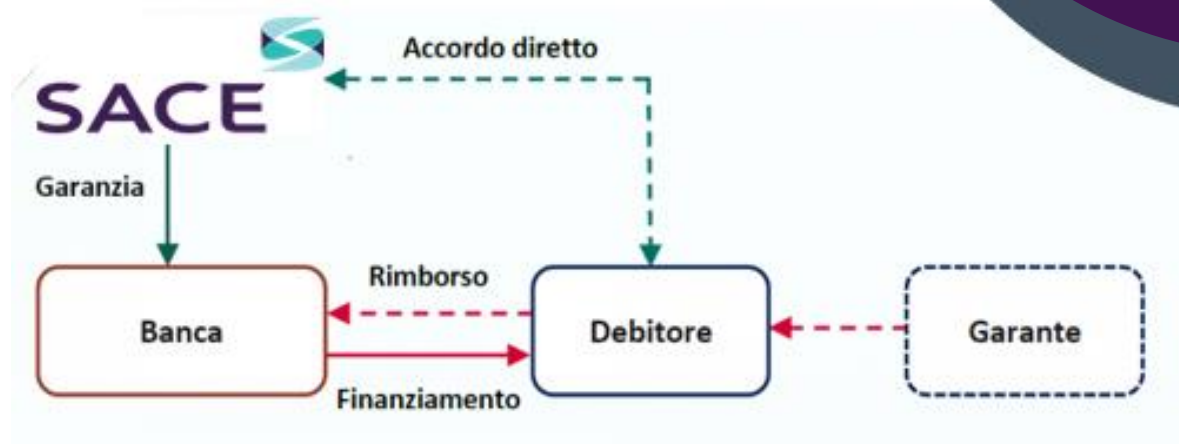 Accordo diretto
SACE
Garanzia
Rimborso
Banca
Debitore
Garante
Finanziamento